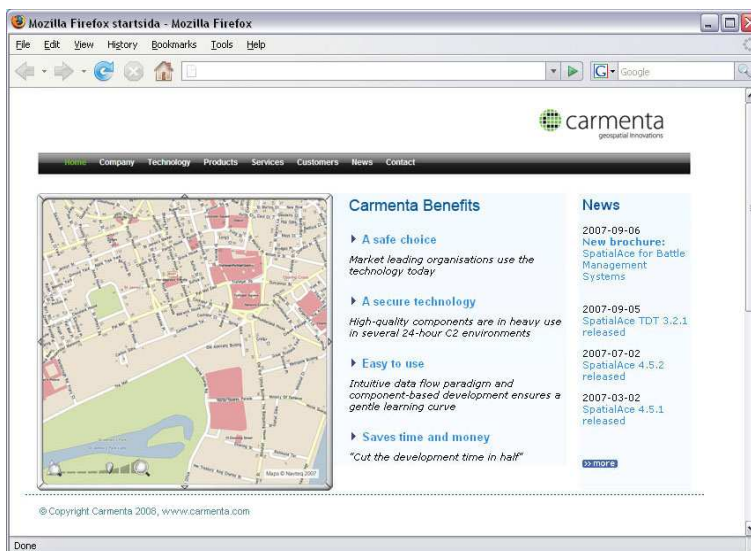 Mozilla Firefox startsida - Mozilla Firefox
File Edit View History Bookmarks Tools Help
G Google
carmenta
geospatial innovations
Home Company Technology Products Services Customers News Contact
Carmenta Benefits
A safe choice
Market leading organisations use the
technology today
A secure technology
High-quality components are in heavy use
in several 24-hour C2 environments
Easy to use
Intuitive data flow paradigm and
component-based development ensures a
gentle learning curve
Saves time and money
"Cut the development time in half"
News
2007-09-06
New brochure:
SpatialAce for Battle
Management
Systems
2007-09-05
SpatialAce TDT 3.2.1
released
2007-07-02
SpatialAce 4.5.2
released
2007-03-02
SpatialAce 4.5.1
released
>> more
Maps © Navteq 2007
© Copyright Carmenta 2008, www.carmenta.com
Done